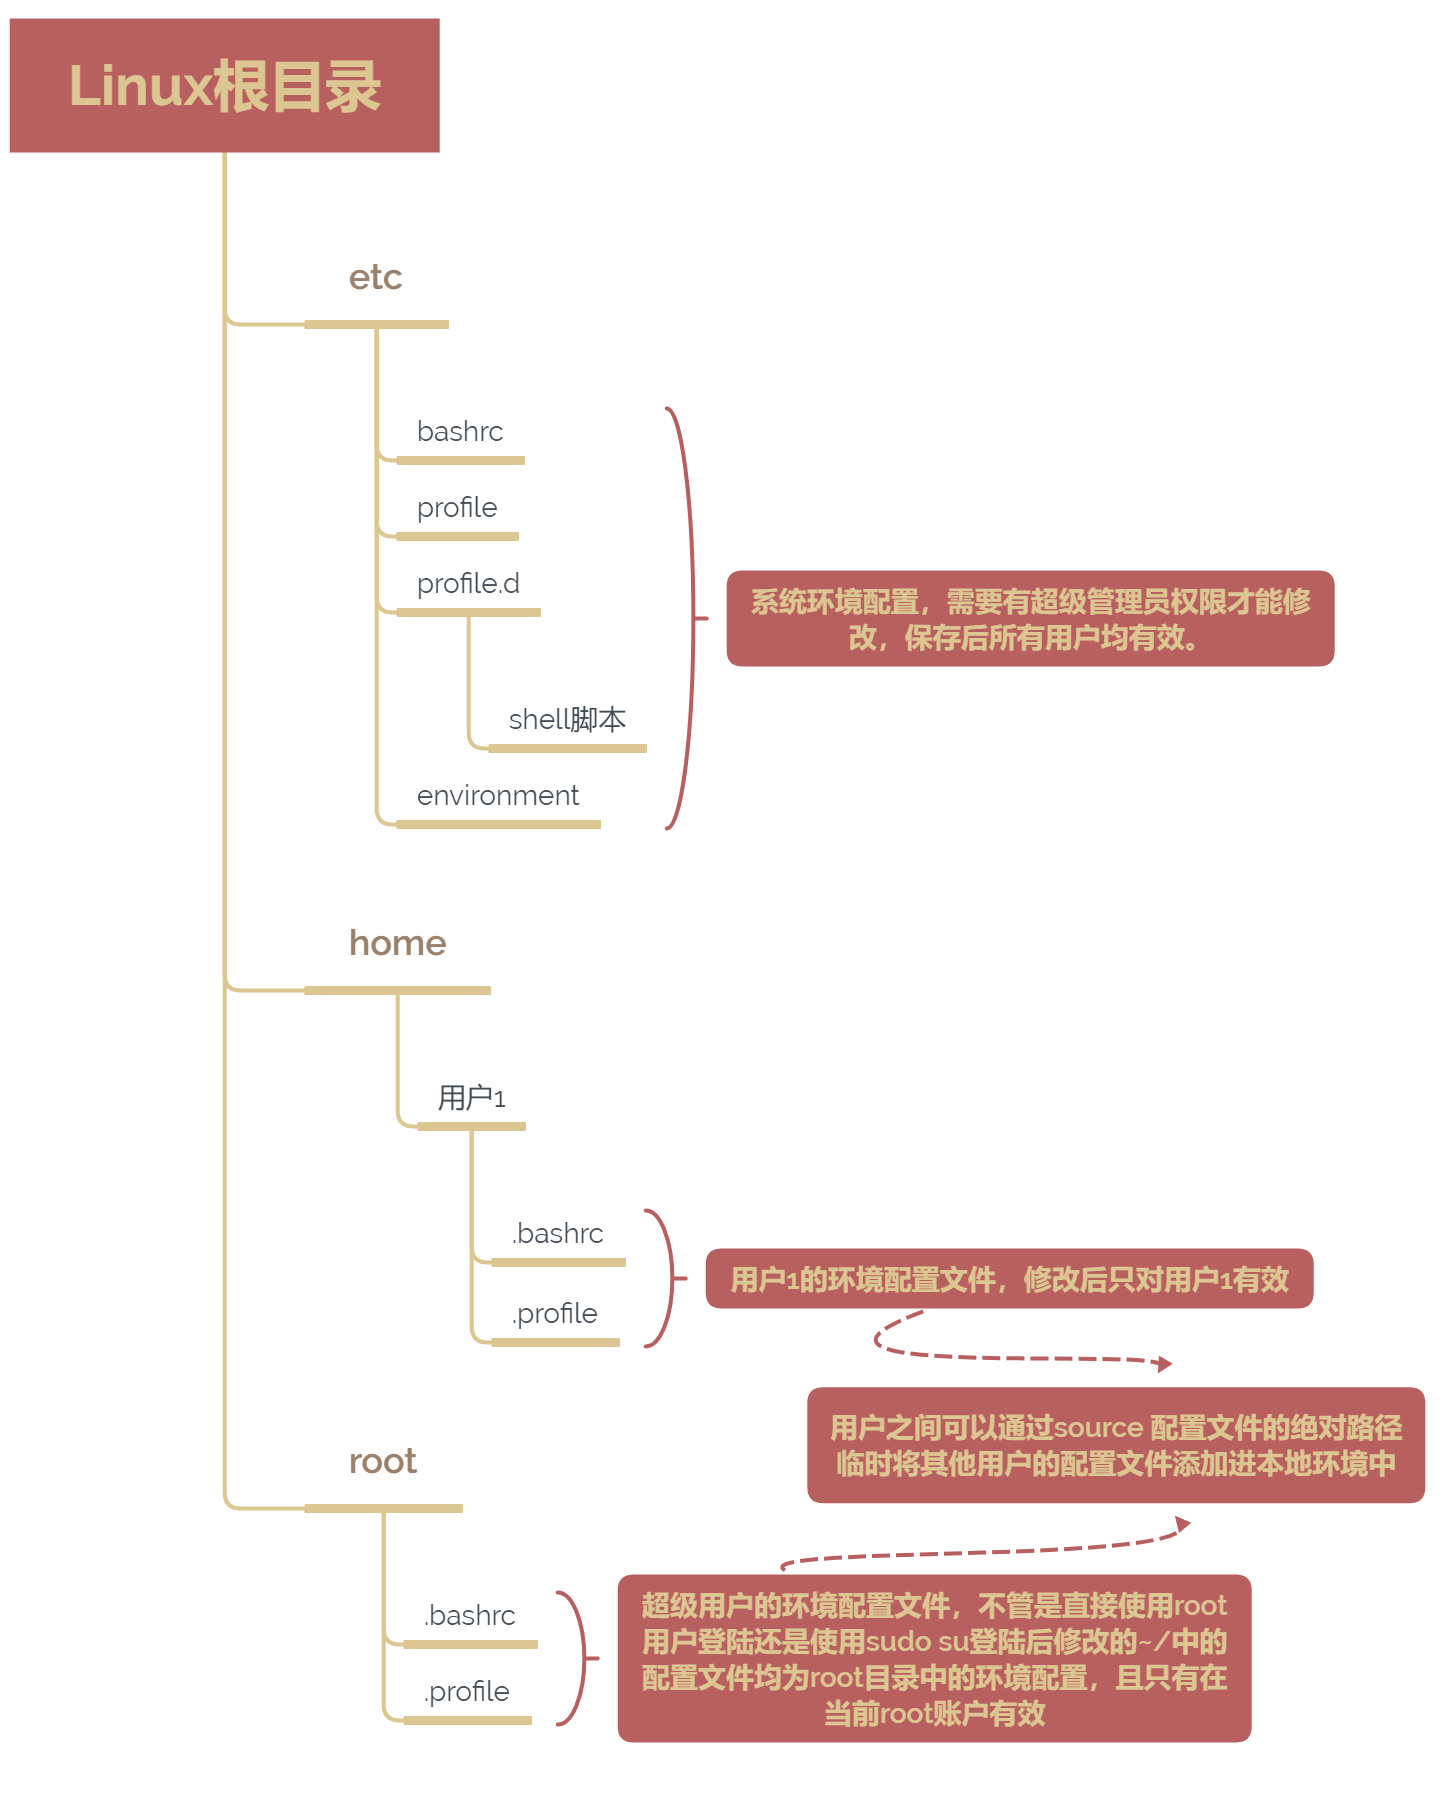 Linux根目录
etc
bashrc
profile
profile.d
shell脚本
environment
系统环境配置，需要有超级管理员权限才能修
改，保存后所有用户均有效。
home
用户1
.bashrc
.profile
用户1的环境配置文件，修改后只对用户1有效
用户之间可以通过source 配置文件的绝对路径
临时将其他用户的配置文件添加进本地环境中
root
.bashrc
.profile
超级用户的环境配置文件，不管是直接使用root
用户登陆还是使用sudo su登陆后修改的~/中的
配置文件均为root目录中的环境配置，且只有在
当前root账户有效